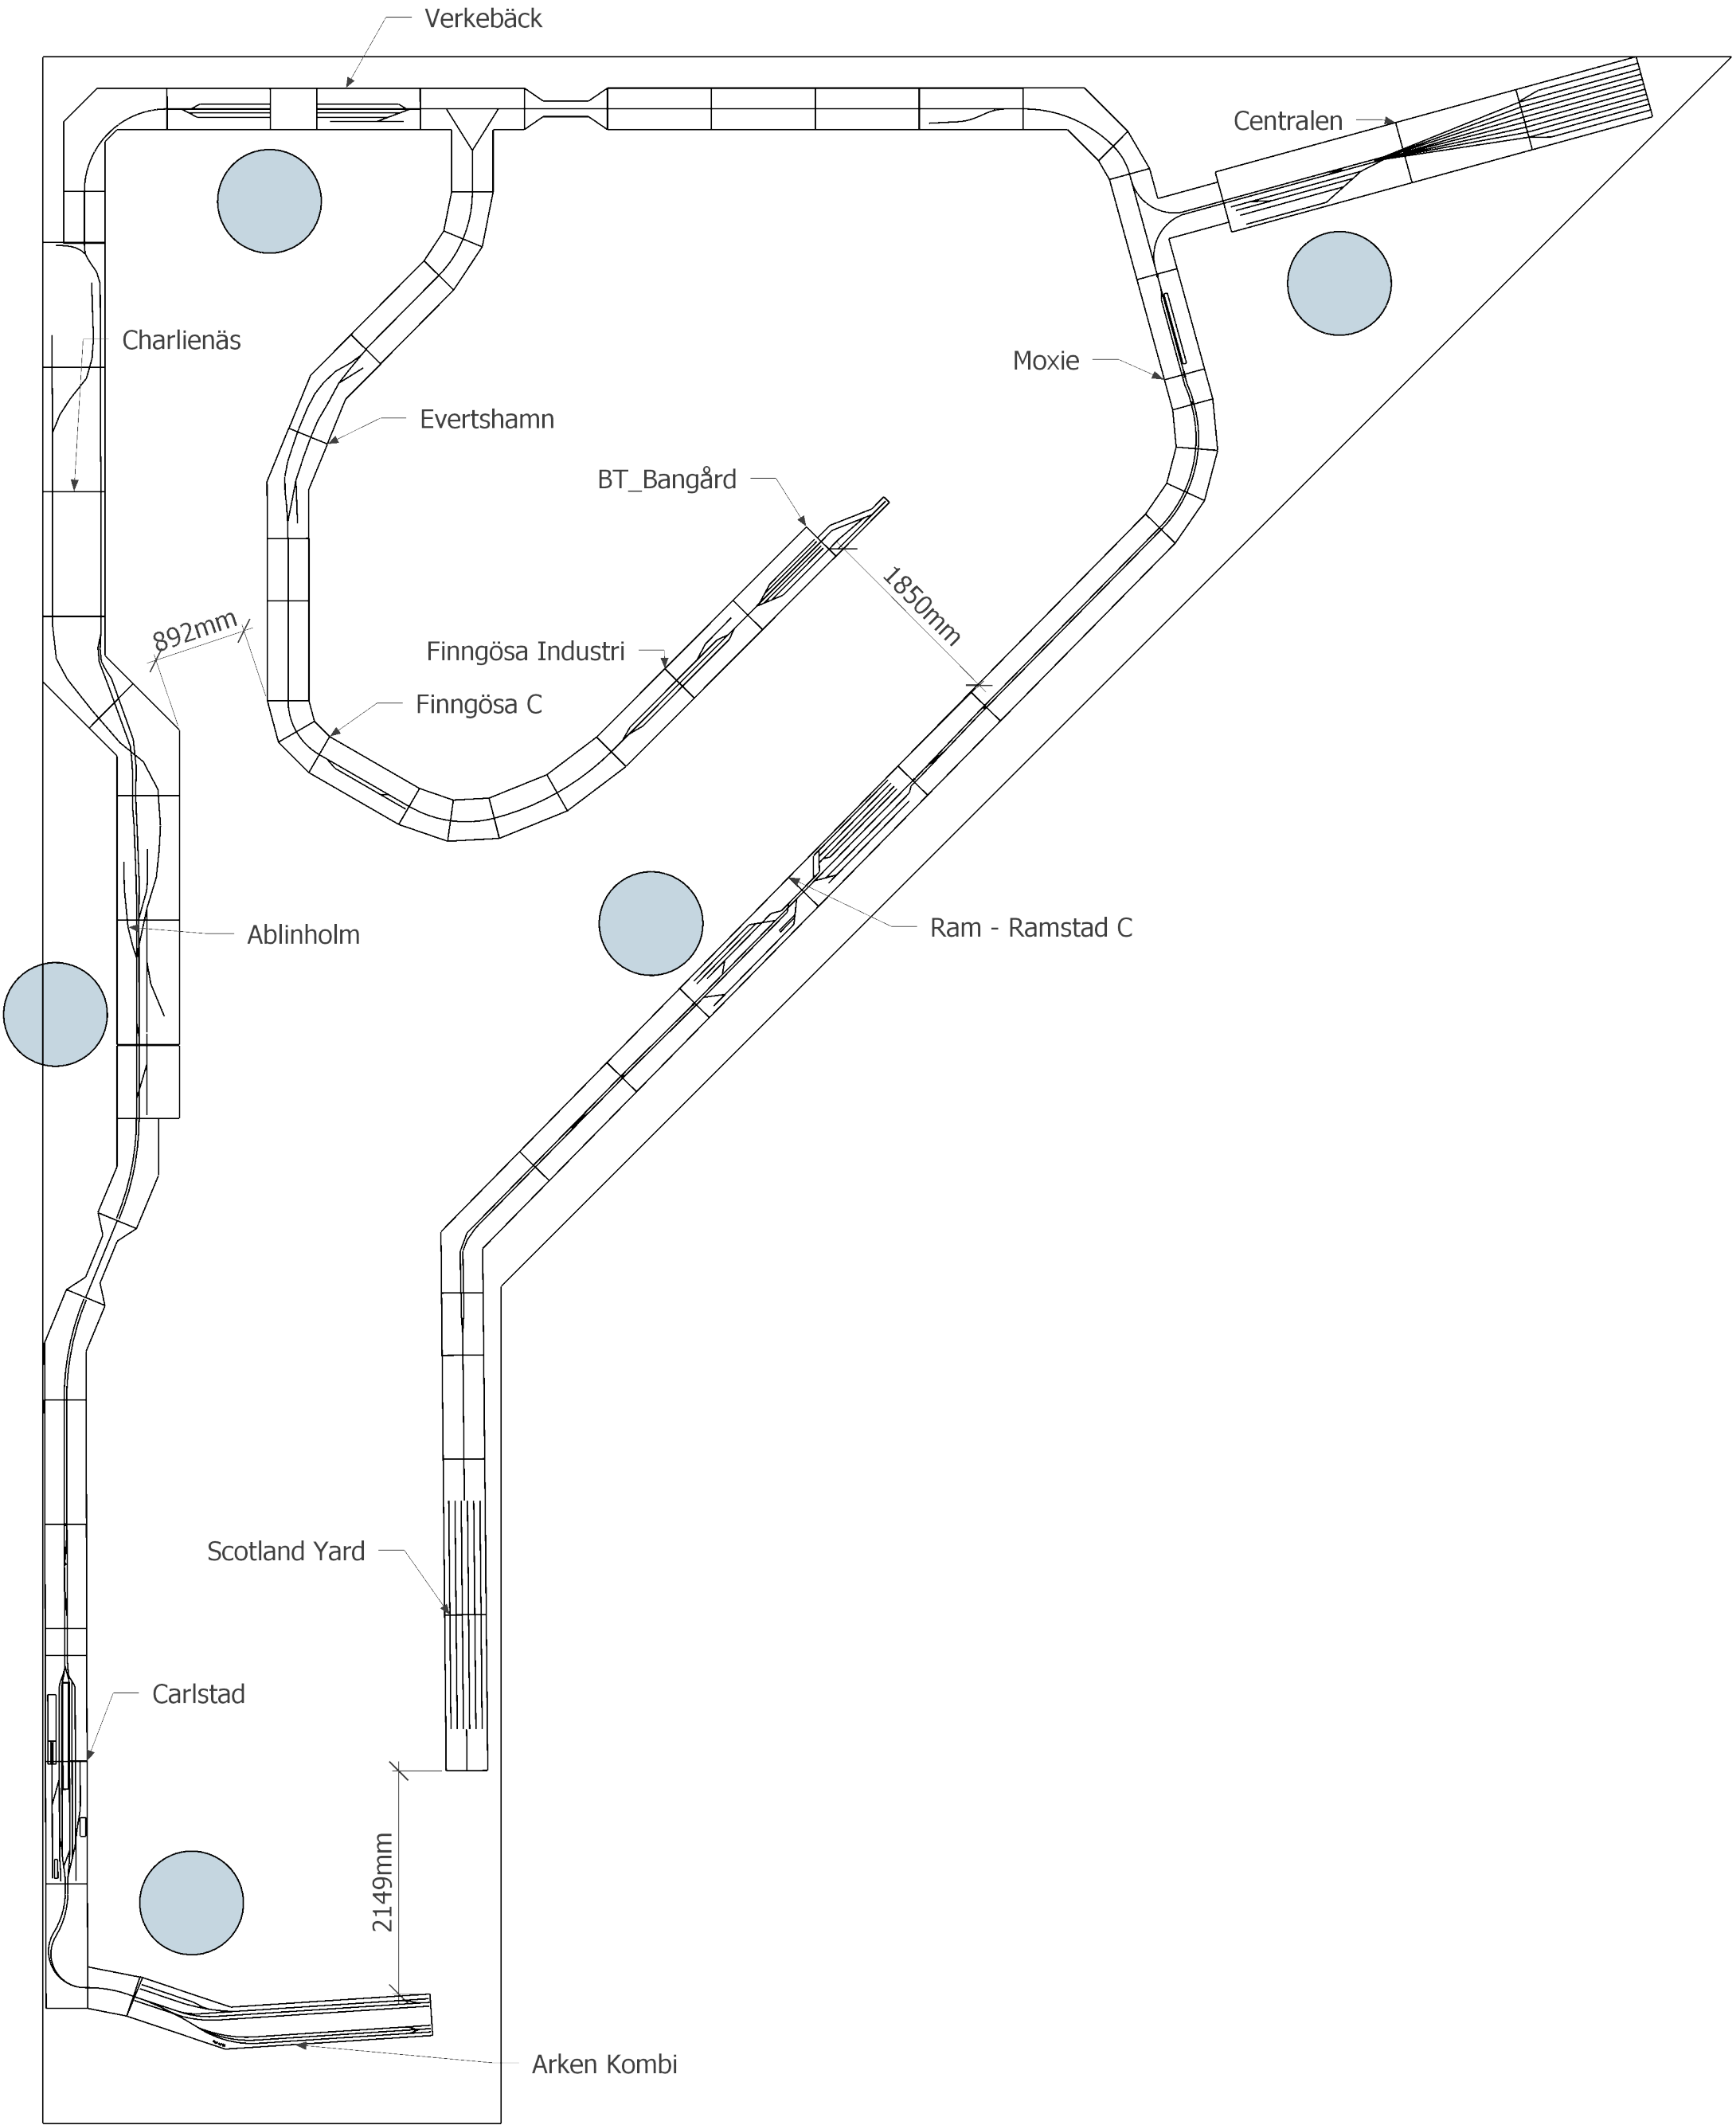 Verkebäck
Centralen
Charlienäs
Moxie
Evertshamn
BT_Bangård
1850mm
892mm
Finngösa Industri
Finngösa C
Ablinholm
Ram - Ramstad C
Scotland Yard
Carlstad
2149mm
Arken Kombi